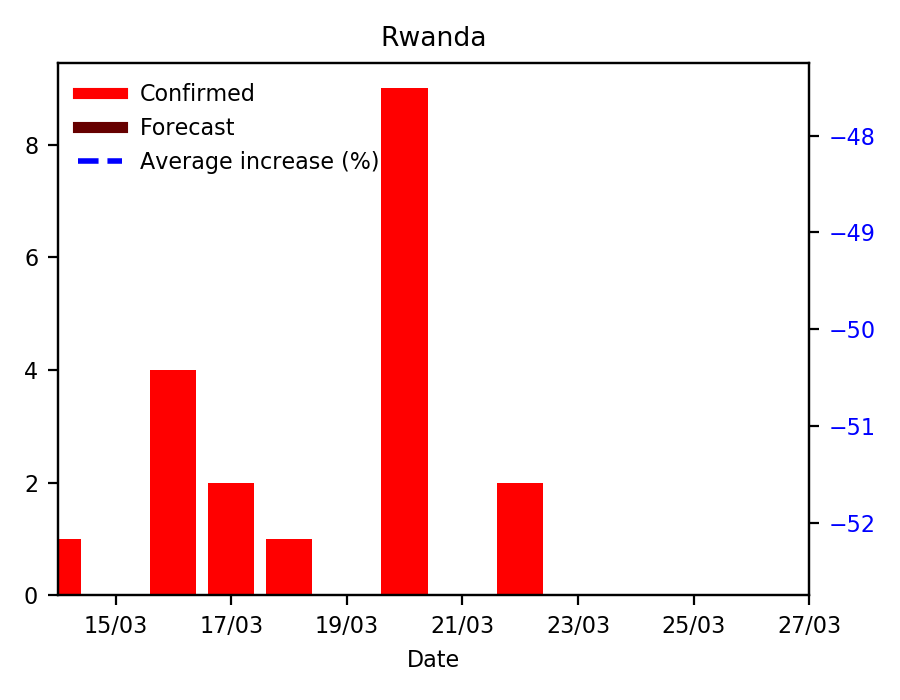 Rwanda
Confirmed
Forecast
Average increase (%)
8
6
4
2
0
−48
−49
−50
−51
−52
15/03 17/03 19/03 21/03 23/03 25/03 27/03
Date